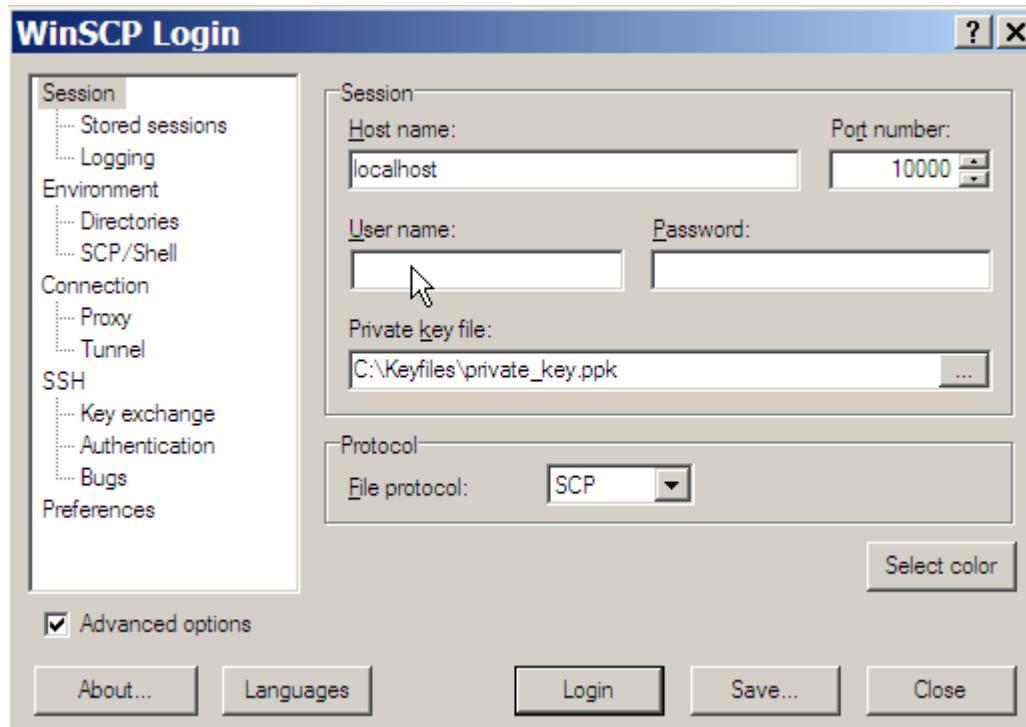 WinSCP Login
Session
Stored sessions
Logging
Environment
Directories
SCP/Shell
Connection
Proxy
Tunnel
SSH
Key exchange
Authentication
Bugs
Preferences
Session
Host name: Port number:
localhost 10000
User name: Password:
Private key file:
C:\Keyfiles\private_key.ppk ...
Protocol
File protocol: SCP
Select color
Advanced options
About... Languages Login Save... Close